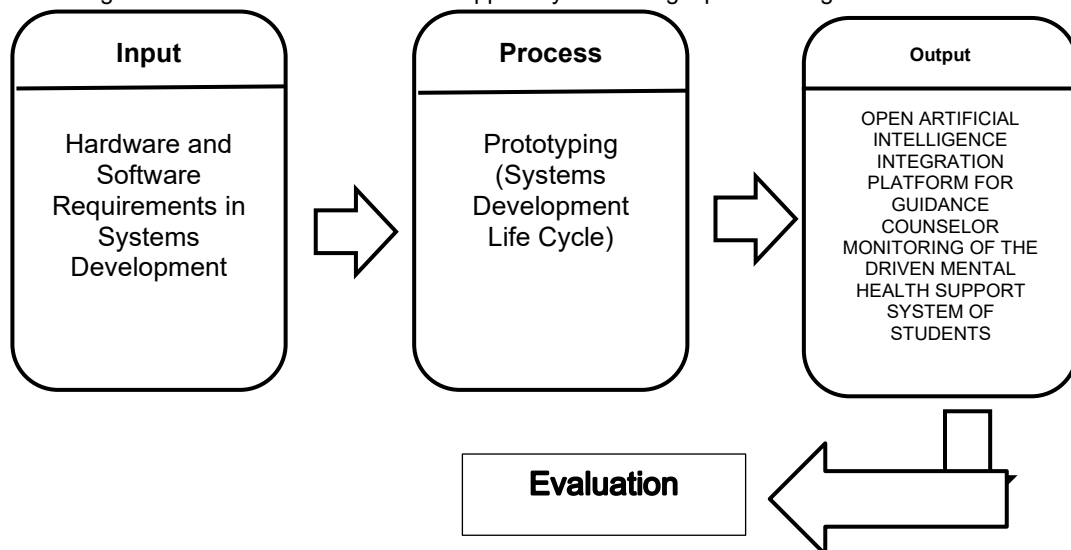 Input
Hardware and
Software
Requirements in
Systems
Development
Process
Prototyping
(Systems
Development
Life Cycle)
Output
OPEN ARTIFICIAL
INTELLIGENCE
INTEGRATION
PLATFORM FOR
GUIDANCE
COUNSELOR
MONITORING OF THE
DRIVEN MENTAL
HEALTH SUPPORT
SYSTEM OF
STUDENTS
Evaluation